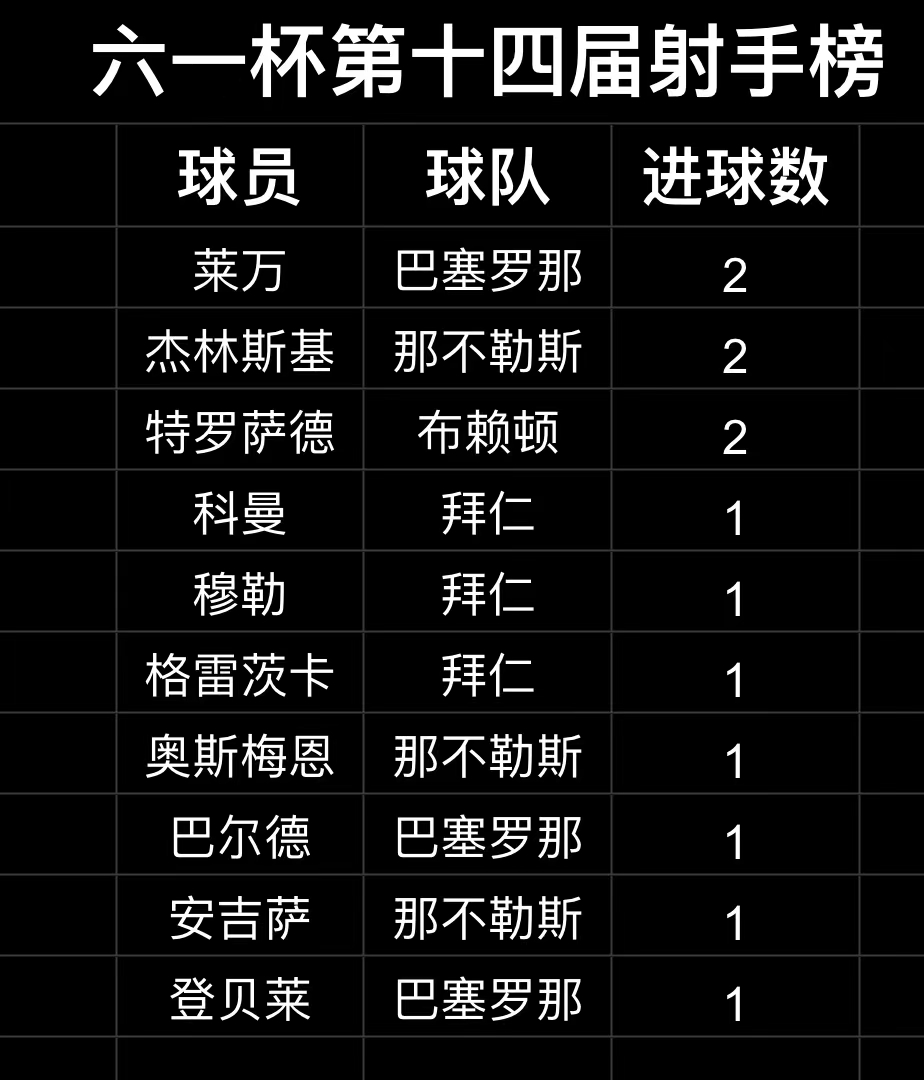 六一杯第十四届射手榜
球员 球队 进球数
莱万 巴塞罗那 2
杰林斯基 那不勒斯 2
特罗萨德 布赖顿 2
科曼 拜仁 1
穆勒 拜仁 1
格雷茨卡 拜仁 1
奥斯梅恩 那不勒斯 1
巴尔德 巴塞罗那 1
安吉萨 那不勒斯 1
登贝莱 巴塞罗那 1